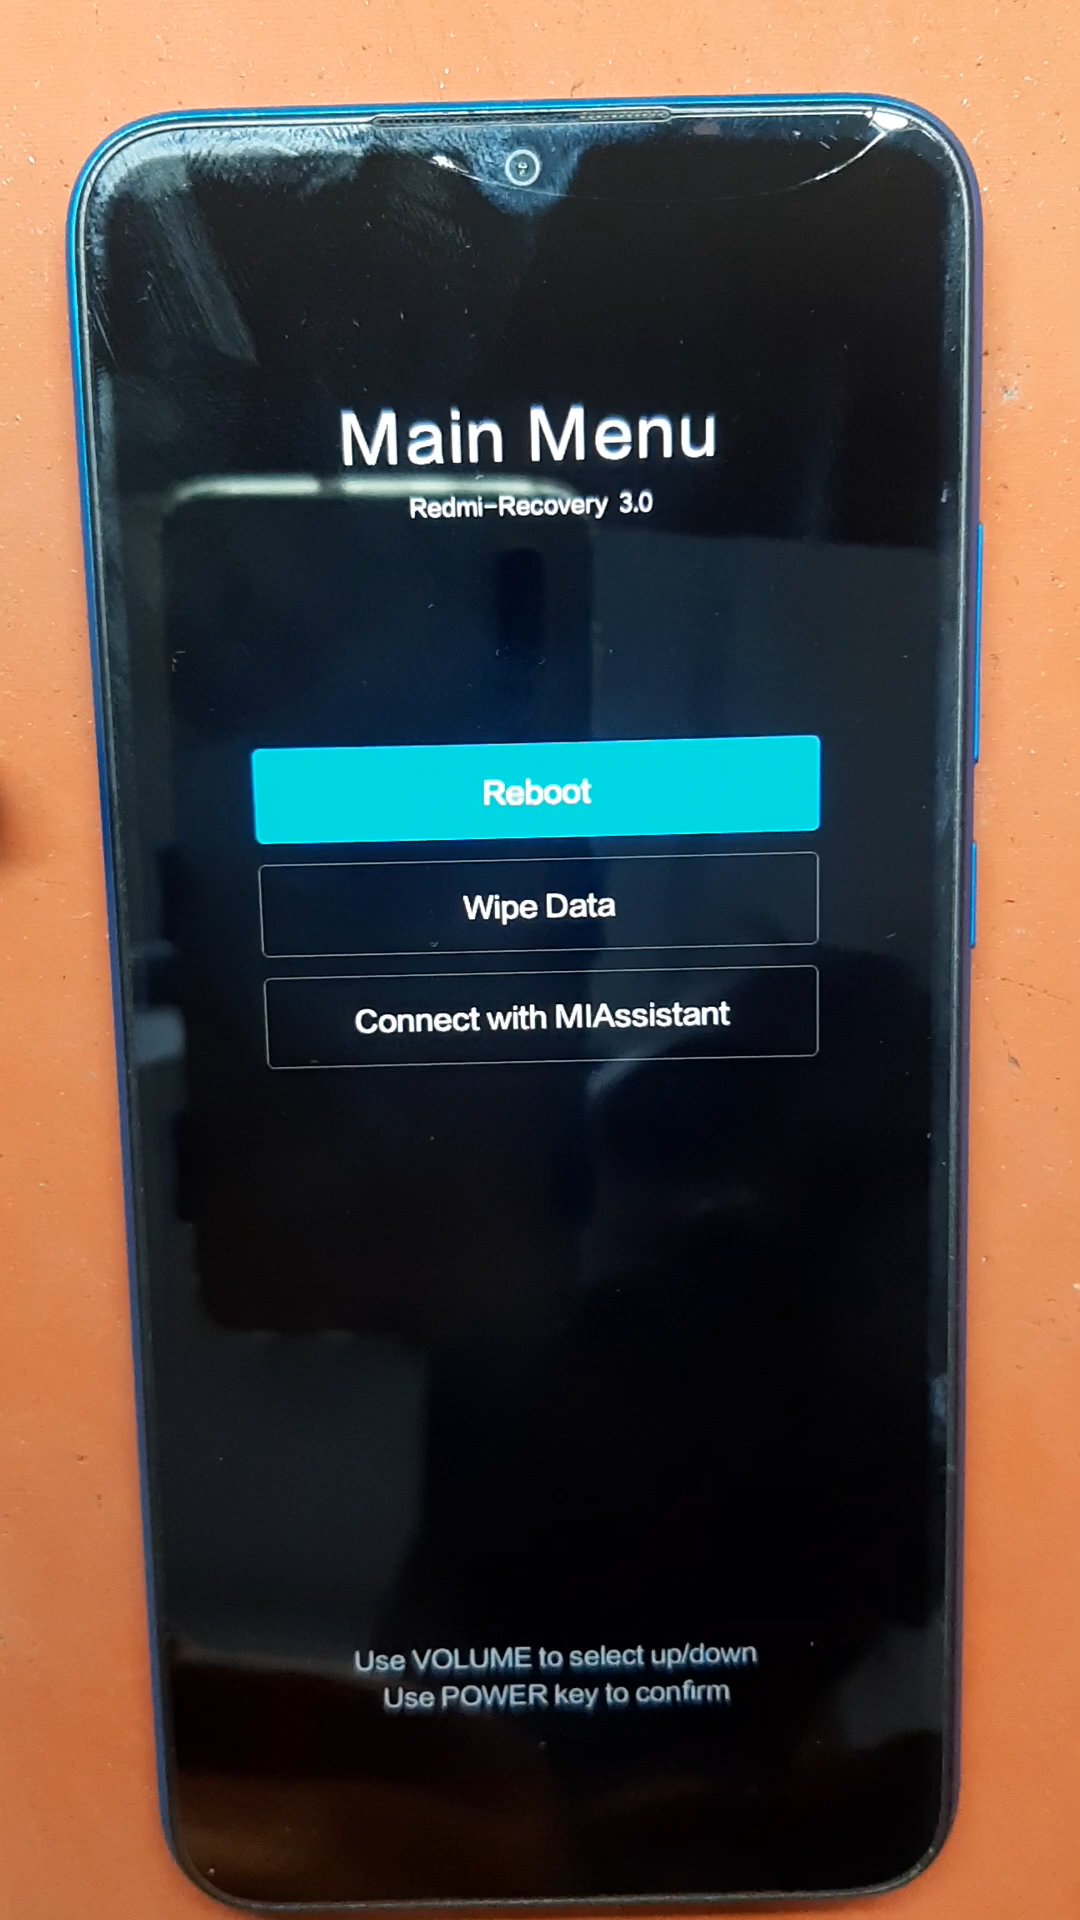 Main Menu
Redmi-Recovery 3.0
Reboot
Wipe Data
Connect with MIAssistant
Use VOLUME to select up/down
Use POWER key to confirm